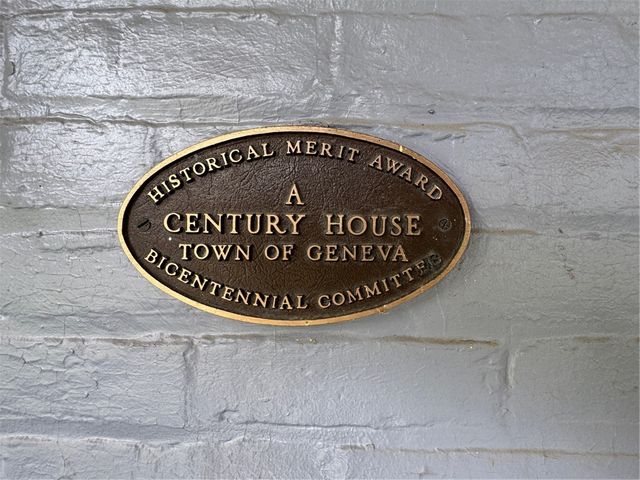 HISTORICAL MERIT AWARD
A
CENTURY HOUSE
TOWN OF GENEVA
BICENTENNIAL COMMITTEE